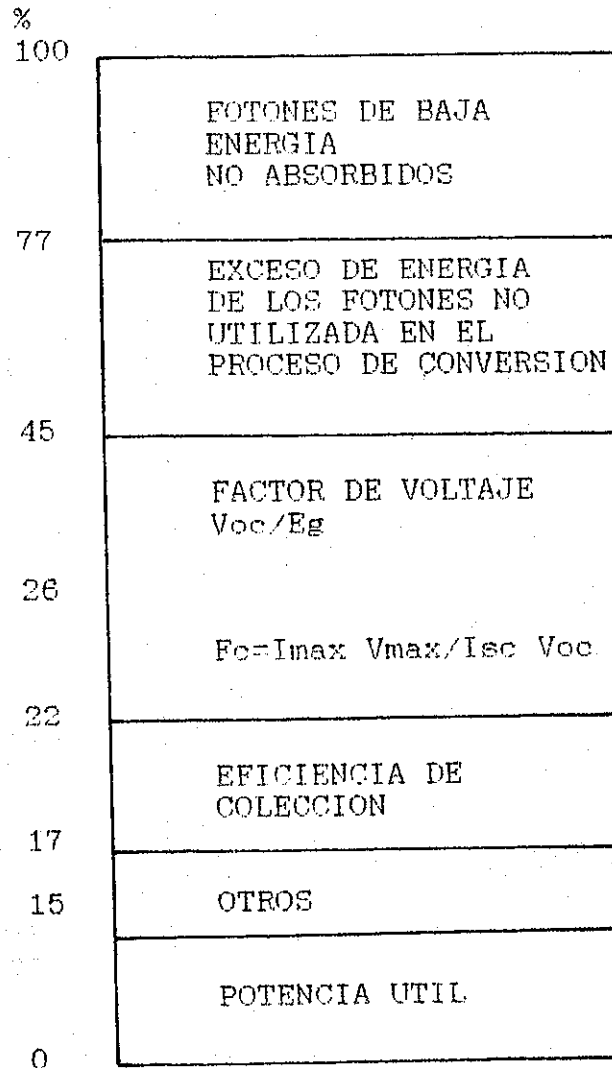 %
100
FOTONES DE BAJA
ENERGIA
NO ABSORBIDOS
77
EXCESO DE ENERGIA
DE LOS FOTONES NO
UTILIZADA EN EL
PROCESO DE CONVERSION
45
FACTOR DE VOLTAJE
Voc/Eg
26
Fc=Imax Vmax/Isc Voc
22
EFICIENCIA DE
COLECCION
17
15
OTROS
POTENCIA UTIL
0